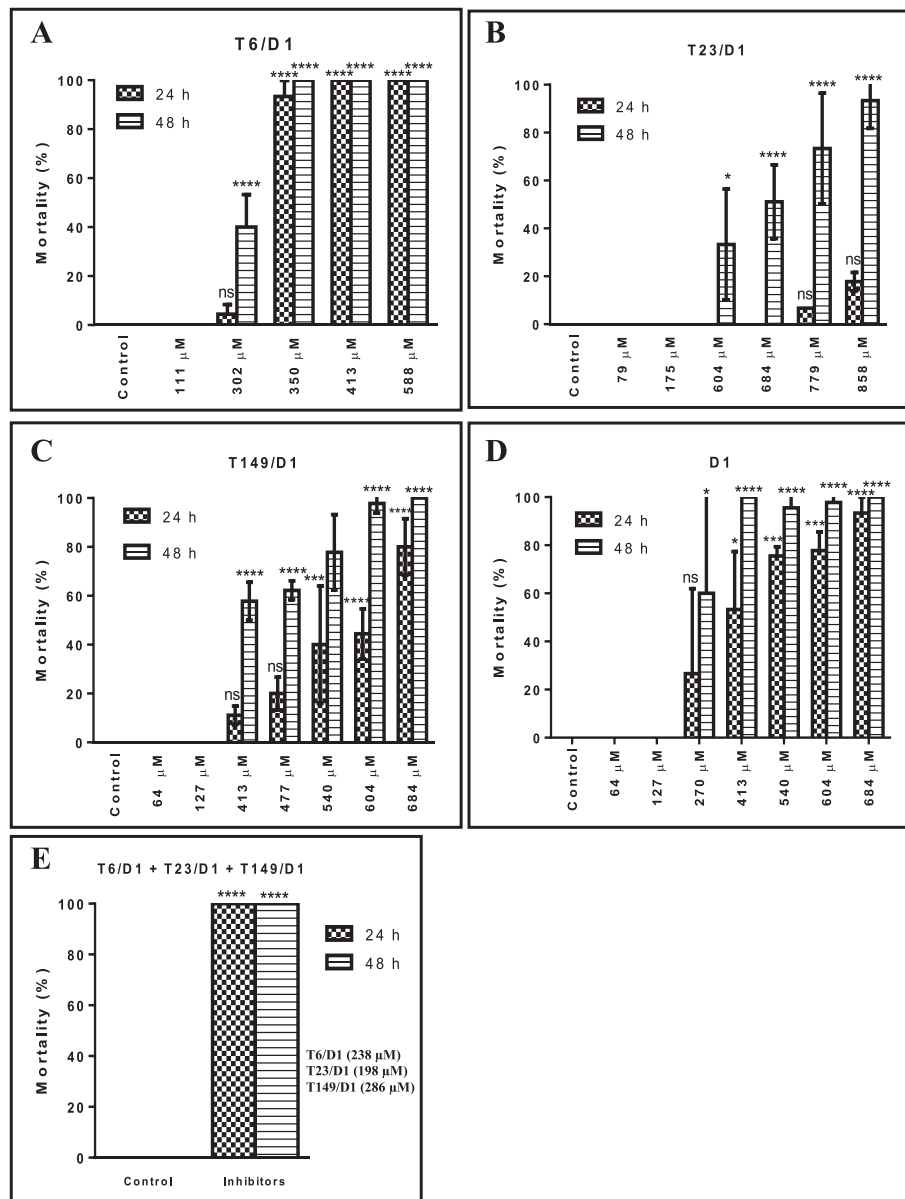 A
T6/D1
Mortality (%)
100
80
60
40
20
0
24 h
48 h
ns
****
****
****
****
****
****
****
Control
111 μM
302 μM
350 μM
413 μM
588 μM
B
T23/D1
Mortality (%)
100
80
60
40
20
0
24 h
48 h
*
****
ns
****
ns
****
Control
79 μM
175 μM
604 μM
684 μM
779 μM
858 μM
C
T149/D1
Mortality (%)
100
80
60
40
20
0
24 h
48 h
ns
****
ns
****
***
****
****
****
****
Control
64 μM
127 μM
413 μM
477 μM
540 μM
604 μM
684 μM
D
D1
Mortality (%)
100
80
60
40
20
0
24 h
48 h
ns
*
*
****
***
****
***
****
****
****
Control
64 μM
127 μM
270 μM
413 μM
540 μM
604 μM
684 μM
E
T6/D1 + T23/D1 + T149/D1
Mortality (%)
100
80
60
40
20
0
****
****
24 h
48 h
T6/D1 (238 μM)
T23/D1 (198 μM)
T149/D1 (286 μM)
Control
Inhibitors